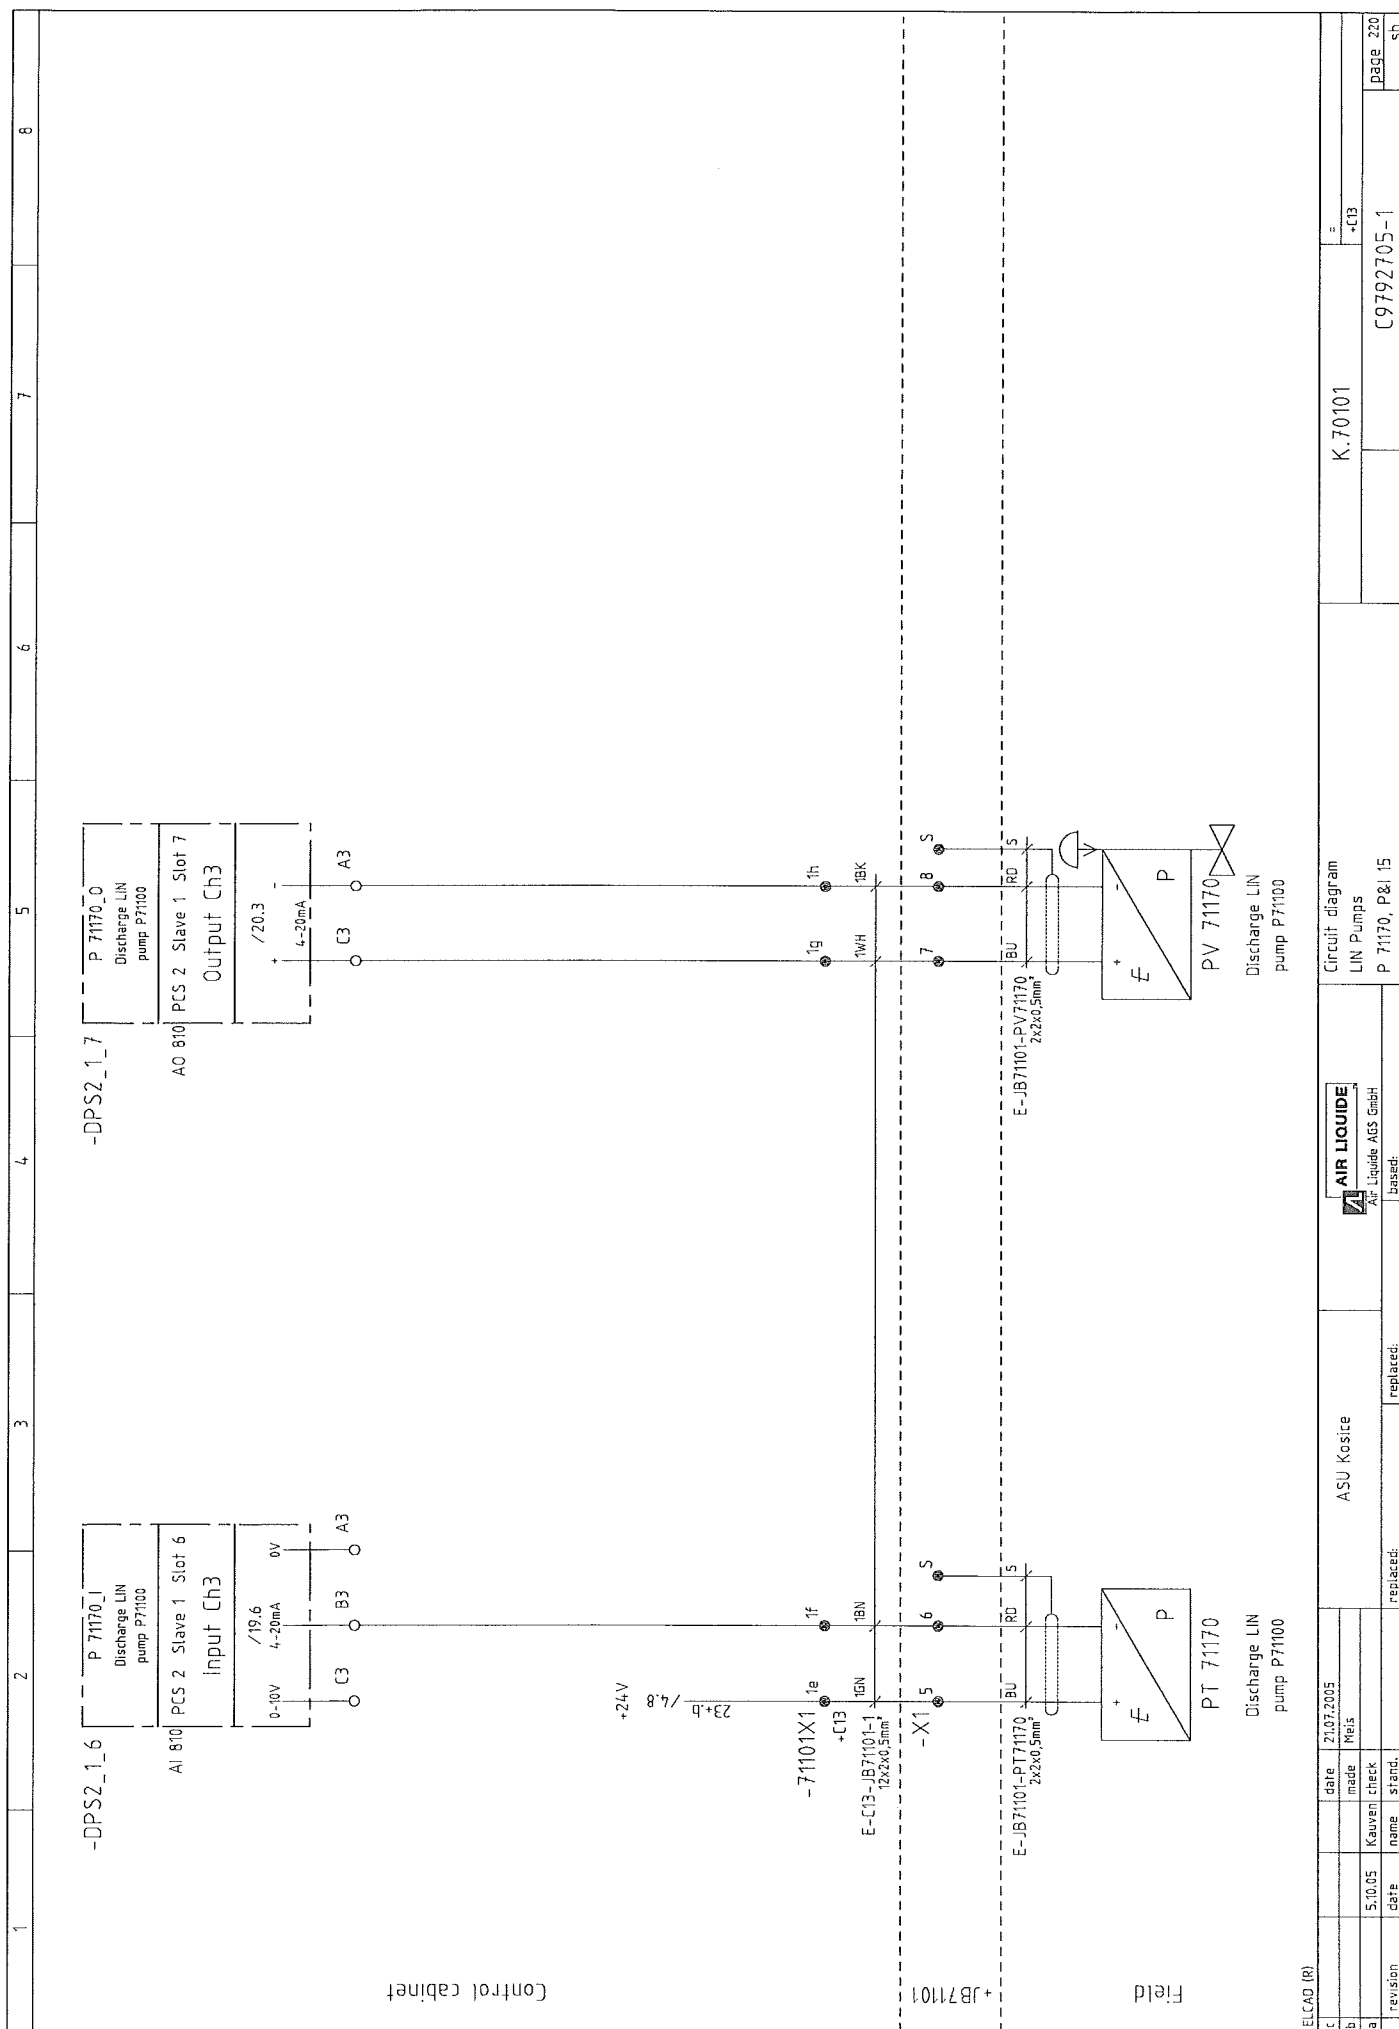 1
2
3
4
5
6
7
8
-DPS2_1_6
P 71170_I
Discharge LIN
pump P71100
AI 810
PCS 2 Slave 1 Slot 6
Input Ch3
/19.6
0-10V
4-20mA
0V
C3
B3
A3
-DPS2_1_7
P 71170_O
Discharge LIN
pump P71100
AO 810
PCS 2 Slave 1 Slot 7
Output Ch3
/20.3
+
4-20mA
-
C3
A3
Control cabinet
+24V
/4.8
23+.b
-71101X1
1e
1f
1g
1h
+C13
E-C13-JB71101-1
12x2x0,5mm²
1GN
1BN
1WH
1BK
+JB71101
-X1
5
6
S
7
8
S
E-JB71101-PT71170
2x2x0,5mm²
BU
RD
S
E-JB71101-PV71170
2x2x0,5mm²
BU
RD
S
Field
+
-
E
P
PT 71170
Discharge LIN
pump P71100
+
-
E
P
PV 71170
Discharge LIN
pump P71100
ELCAD (R)
c
b
a
revision
5.10.05
date
Kauven
name
date
21.07.2005
made
Meis
check
stand.
ASU Kosice
replaced:
replaced:
AIR LIQUIDE
Air Liquide AGS GmbH
based:
Circuit diagram
LIN Pumps
P 71170, P&I 15
K.70101
=
+C13
C9792705-1
page 220
sh